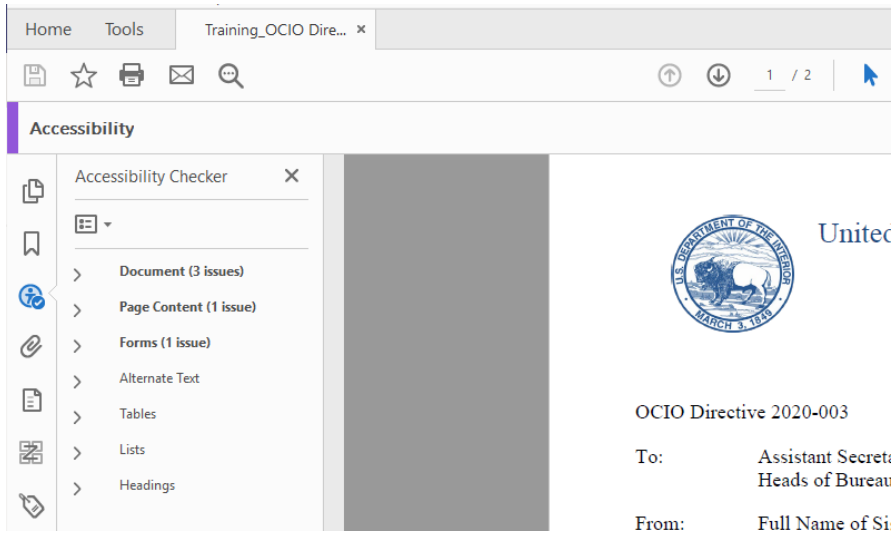 Home Tools Training_OCIO Dire... ×
1 / 2
Accessibility
Accessibility Checker
Document (3 issues)
Page Content (1 issue)
Forms (1 issue)
Alternate Text
Tables
Lists
Headings
U.S. DEPARTMENT OF THE INTERIOR
MARCH 3, 1849
United
OCIO Directive 2020-003
To: Assistant Secreta
Heads of Bureau
From: Full Name of Si